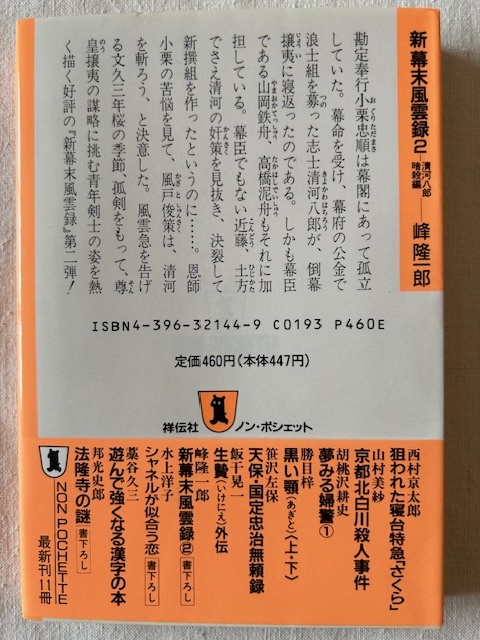 新幕末風雲録2 清河八郎暗殺編――峰隆一郎
勘定奉行小栗忠順は幕閣にあって孤立
していた。幕命を受け、幕府の公金で
浪士組を募った志士清河八郎が、倒幕
攘夷に寝返ったのである。しかも幕臣
である山岡鉄舟、高橋泥舟もそれに加
担している。幕臣でもない近藤、土方
でさえ清河の奸策を見抜き、決裂して
新撰組を作ったというのに……。恩師
小栗の苦悩を見て、風戸俊策は、清河
を斬ろう、と決意した。風雲急を告げ
る文久三年桜の季節、孤剣をもって、尊
皇攘夷の謀略に挑む青年剣士の姿を熱
く描く好評の『新幕末風雲録』第二弾!
ISBN4-396-32144-9 C0193 P460E
定価460円(本体447円)
祥伝社 ノン・ポシェット
西村京太郎
狙われた寝台特急「さくら」
山村美紗
京都北白川殺人事件
胡桃沢耕史
夢みる婦警①
勝目梓
黒い顎(あぎと)〈上・下〉
笹沢左保
天保・国定忠治無頼録
飯干晃一
生贄(いけにえ)外伝
峰隆一郎
新幕末風雲録② 書下ろし
水上洋子
シャネルが似合う恋 書下ろし
藁谷久三
遊んで強くなる漢字の本
邦光史郎
法隆寺の謎 書下ろし
NON POCHETTE
最新刊11冊